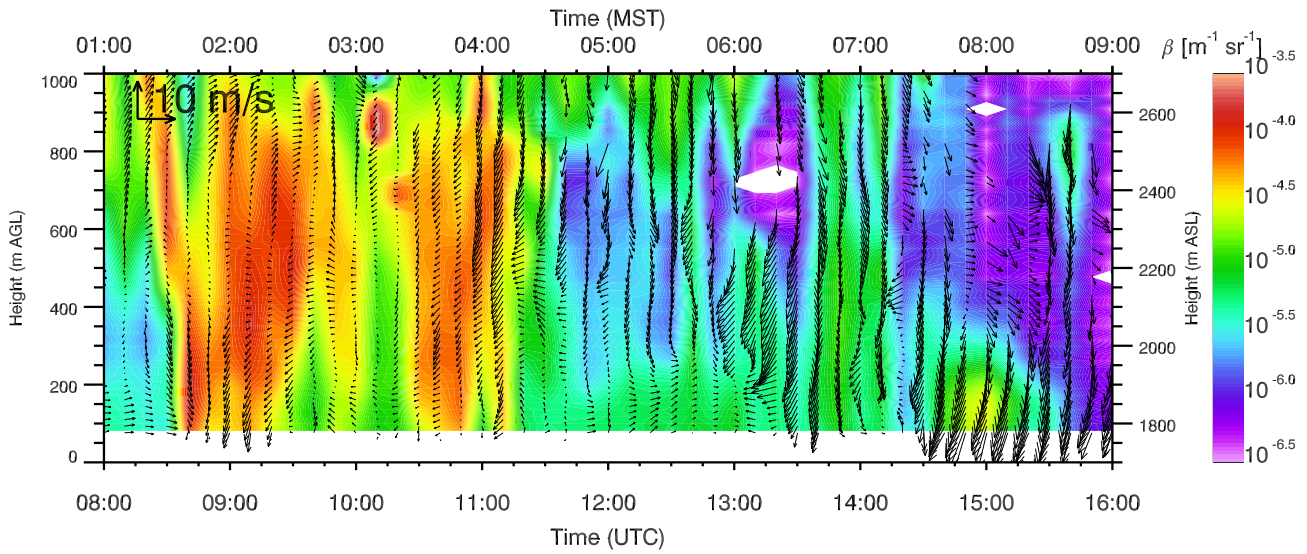 Time (MST)
01:00 02:00 03:00 04:00 05:00 06:00 07:00 08:00 09:00
β [m⁻¹ sr⁻¹]
10 m/s
Height (m AGL)
1000
800
600
400
200
0
Height (m ASL)
2600
2400
2200
2000
1800
10⁻³·⁵
10⁻⁴·⁰
10⁻⁴·⁵
10⁻⁵·⁰
10⁻⁵·⁵
10⁻⁶·⁰
10⁻⁶·⁵
08:00 09:00 10:00 11:00 12:00 13:00 14:00 15:00 16:00
Time (UTC)